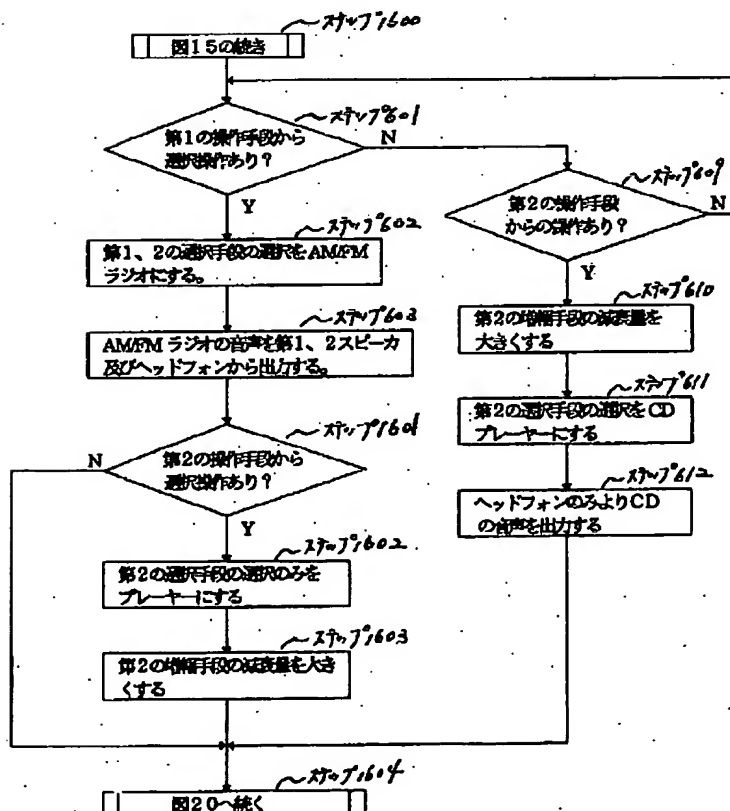 ステップ1600
図15の続き
ステップ601
第1の操作手段から
選択操作あり?
N
Y
ステップ602
第1、2の選択手段の選択をAM/FM
ラジオにする。
ステップ603
AM/FMラジオの音声を第1、2スピーカ
及びヘッドフォンから出力する。
ステップ1601
第2の操作手段から
選択操作あり?
N
Y
ステップ1602
第2の選択手段の選択のみを
プレーヤーにする
ステップ1603
第2の増幅手段の減衰量を大き
くする
ステップ1604
図20へ続く
ステップ609
第2の操作手段
からの操作あり?
N
Y
ステップ610
第2の増幅手段の減衰量を
大きくする
ステップ611
第2の選択手段の選択をCD
プレーヤーにする
ステップ612
ヘッドフォンのみよりCD
の音声を出力する